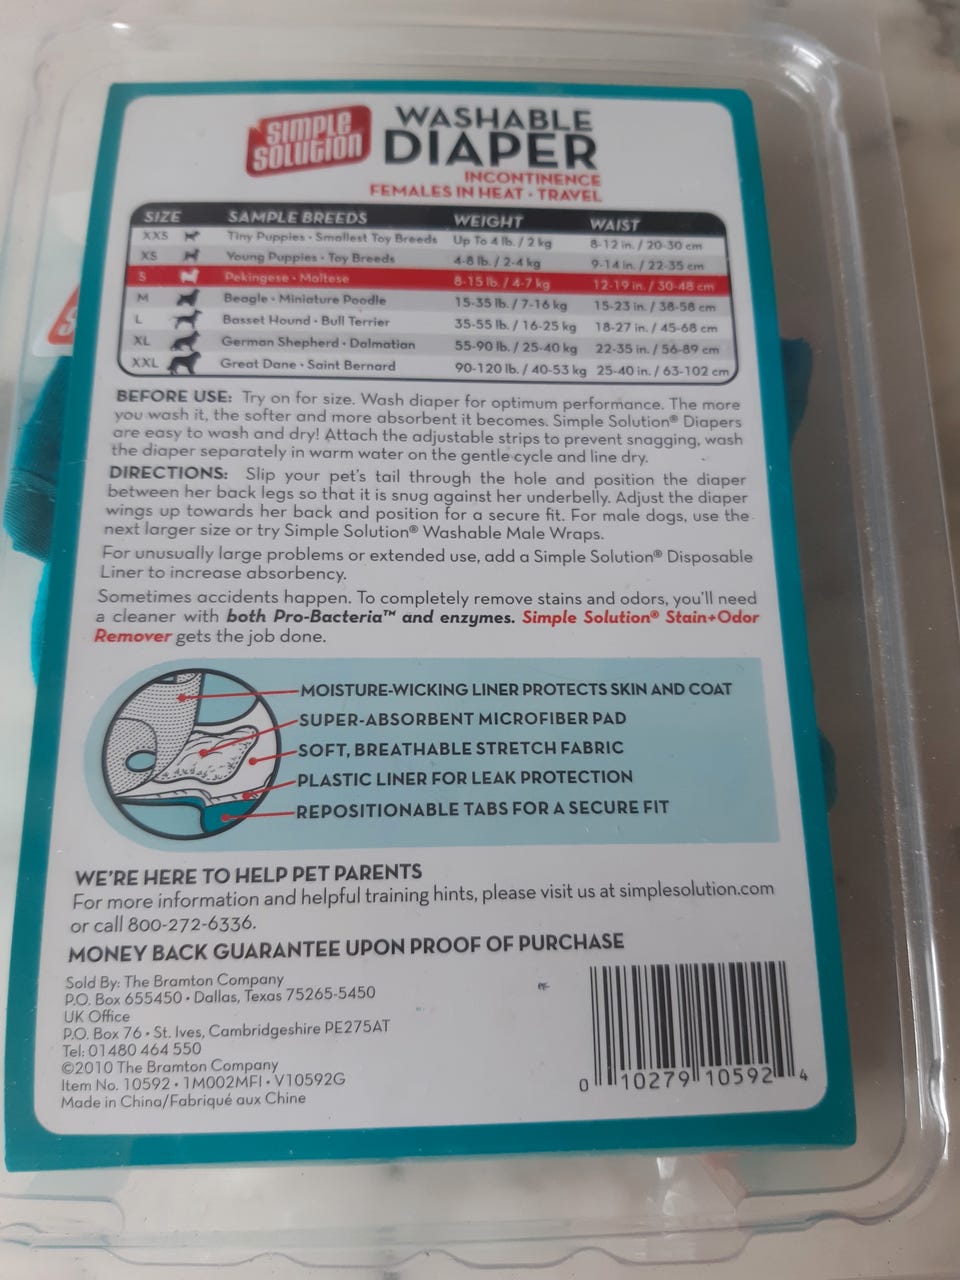 SIMPLE
SOLUTION
WASHABLE
DIAPER
INCONTINENCE
FEMALES IN HEAT • TRAVEL
SIZE SAMPLE BREEDS WEIGHT WAIST
XXS Tiny Puppies • Smallest Toy Breeds Up To 4 lb. / 2 kg 8-12 in. / 20-30 cm
XS Young Puppies • Toy Breeds 4-8 lb. / 2-4 kg 9-14 in. / 22-35 cm
S Pekingese • Maltese 8-15 lb. / 4-7 kg 12-19 in. / 30-48 cm
M Beagle • Miniature Poodle 15-35 lb. / 7-16 kg 15-23 in. / 38-58 cm
L Basset Hound • Bull Terrier 35-55 lb. / 16-25 kg 18-27 in. / 45-68 cm
XL German Shepherd • Dalmatian 55-90 lb. / 25-40 kg 22-35 in. / 56-89 cm
XXL Great Dane • Saint Bernard 90-120 lb. / 40-53 kg 25-40 in. / 63-102 cm
BEFORE USE: Try on for size. Wash diaper for optimum performance. The more
you wash it, the softer and more absorbent it becomes. Simple Solution® Diapers
are easy to wash and dry! Attach the adjustable strips to prevent snagging, wash
the diaper separately in warm water on the gentle cycle and line dry.
DIRECTIONS: Slip your pet's tail through the hole and position the diaper
between her back legs so that it is snug against her underbelly. Adjust the diaper
wings up towards her back and position for a secure fit. For male dogs, use the
next larger size or try Simple Solution® Washable Male Wraps.
For unusually large problems or extended use, add a Simple Solution® Disposable
Liner to increase absorbency.
Sometimes accidents happen. To completely remove stains and odors, you'll need
a cleaner with both Pro-Bacteria™ and enzymes. Simple Solution® Stain+Odor
Remover gets the job done.
MOISTURE-WICKING LINER PROTECTS SKIN AND COAT
SUPER-ABSORBENT MICROFIBER PAD
SOFT, BREATHABLE STRETCH FABRIC
PLASTIC LINER FOR LEAK PROTECTION
REPOSITIONABLE TABS FOR A SECURE FIT
WE'RE HERE TO HELP PET PARENTS
For more information and helpful training hints, please visit us at simplesolution.com
or call 800-272-6336.
MONEY BACK GUARANTEE UPON PROOF OF PURCHASE
Sold By: The Bramton Company
P.O. Box 655450 • Dallas, Texas 75265-5450
UK Office
P.O. Box 76 • St. Ives, Cambridgeshire PE275AT
Tel: 01480 464 550
©2010 The Bramton Company
Item No. 10592 • 1M002MFI • V10592G
Made in China/Fabriqué aux Chine
0 10279 10592 4